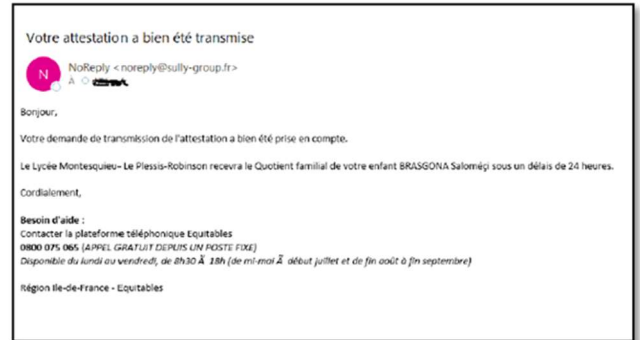 Votre attestation a bien été transmise
N
NoReply <noreply@sully-group.fr>
À
Bonjour,
Votre demande de transmission de l'attestation a bien été prise en compte.
Le Lycée Montesquieu– Le Plessis-Robinson recevra le Quotient familial de votre enfant BRASGONA Saloméçi sous un délais de 24 heures.
Cordialement,
Besoin d'aide :
Contacter la plateforme téléphonique Equitables
0800 075 065 (APPEL GRATUIT DEPUIS UN POSTE FIXE)
Disponible du lundi au vendredi, de 8h30 Ã 18h (de mi-mai Ã début juillet et de fin août à fin septembre)
Région Ile-de-France - Equitables